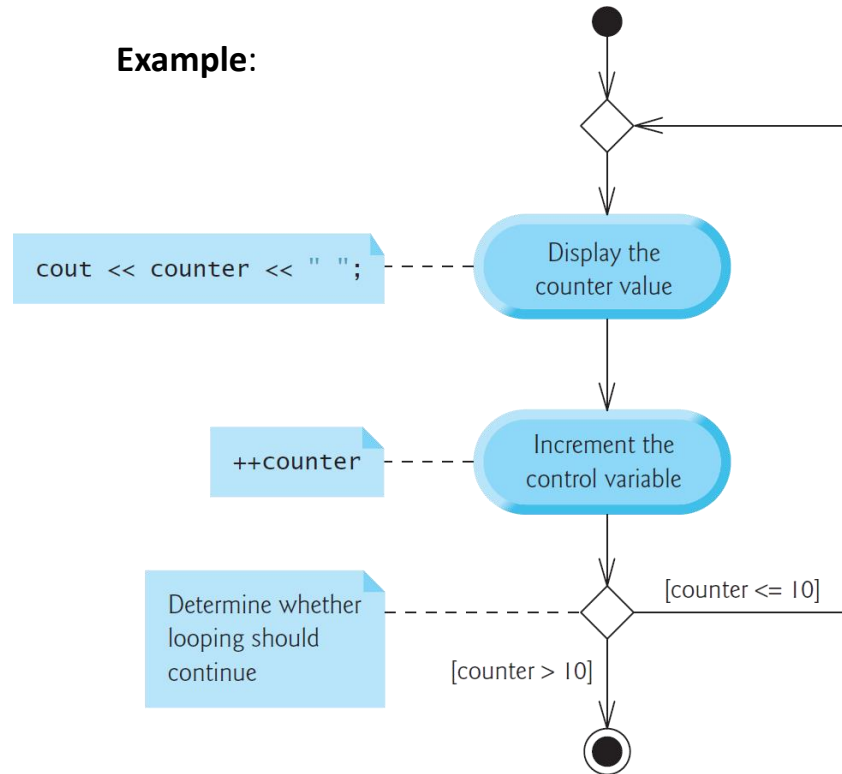 Example:
cout << counter << " ";
Display the
counter value
++counter
Increment the
control variable
Determine whether
looping should
continue
[counter <= 10]
[counter > 10]